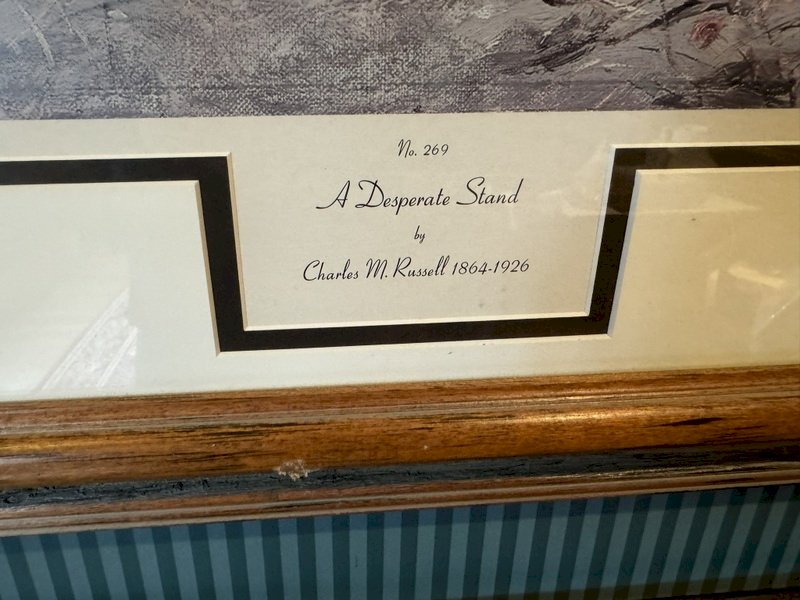 No. 269
A Desperate Stand
by
Charles M. Russell 1864-1926